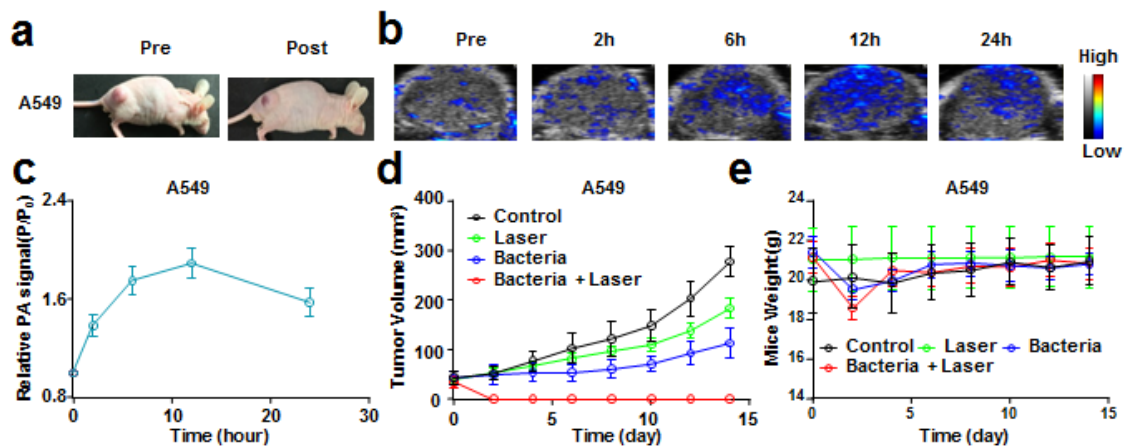 a
Pre
Post
A549
b
Pre
2h
6h
12h
24h
High
Low
c
A549
Relative PA signal(P/P₀)
2.4
1.6
0.8
0
10
20
30
Time (hour)
d
A549
Tumor Volume (mm³)
400
300
200
100
0
Control
Laser
Bacteria
Bacteria + Laser
0
5
10
15
Time (day)
e
A549
Mice Weight(g)
24
22
20
18
16
14
Control
Laser
Bacteria
Bacteria + Laser
0
5
10
15
Time (day)